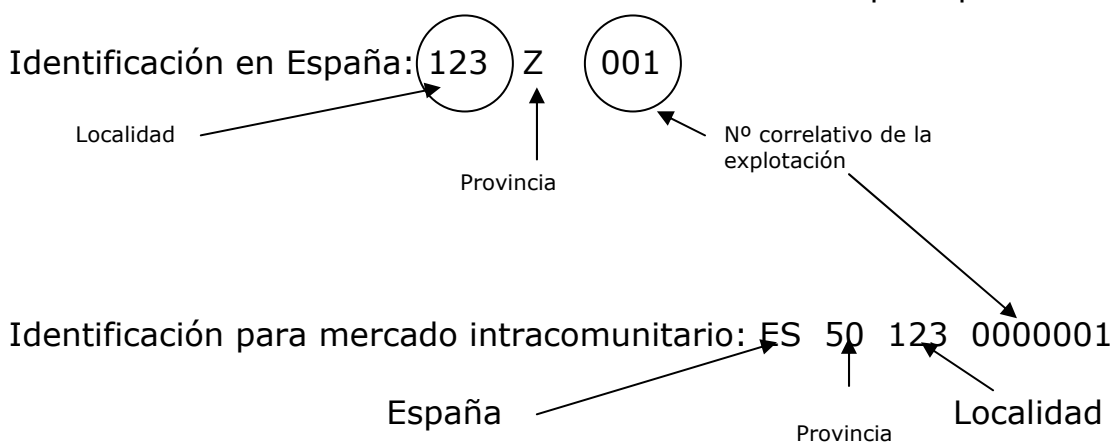 Identificación en España: 123 Z 001
Localidad
Nº correlativo de la
explotación
Provincia
Identificación para mercado intracomunitario: ES 50 123 0000001
España
Provincia
Localidad